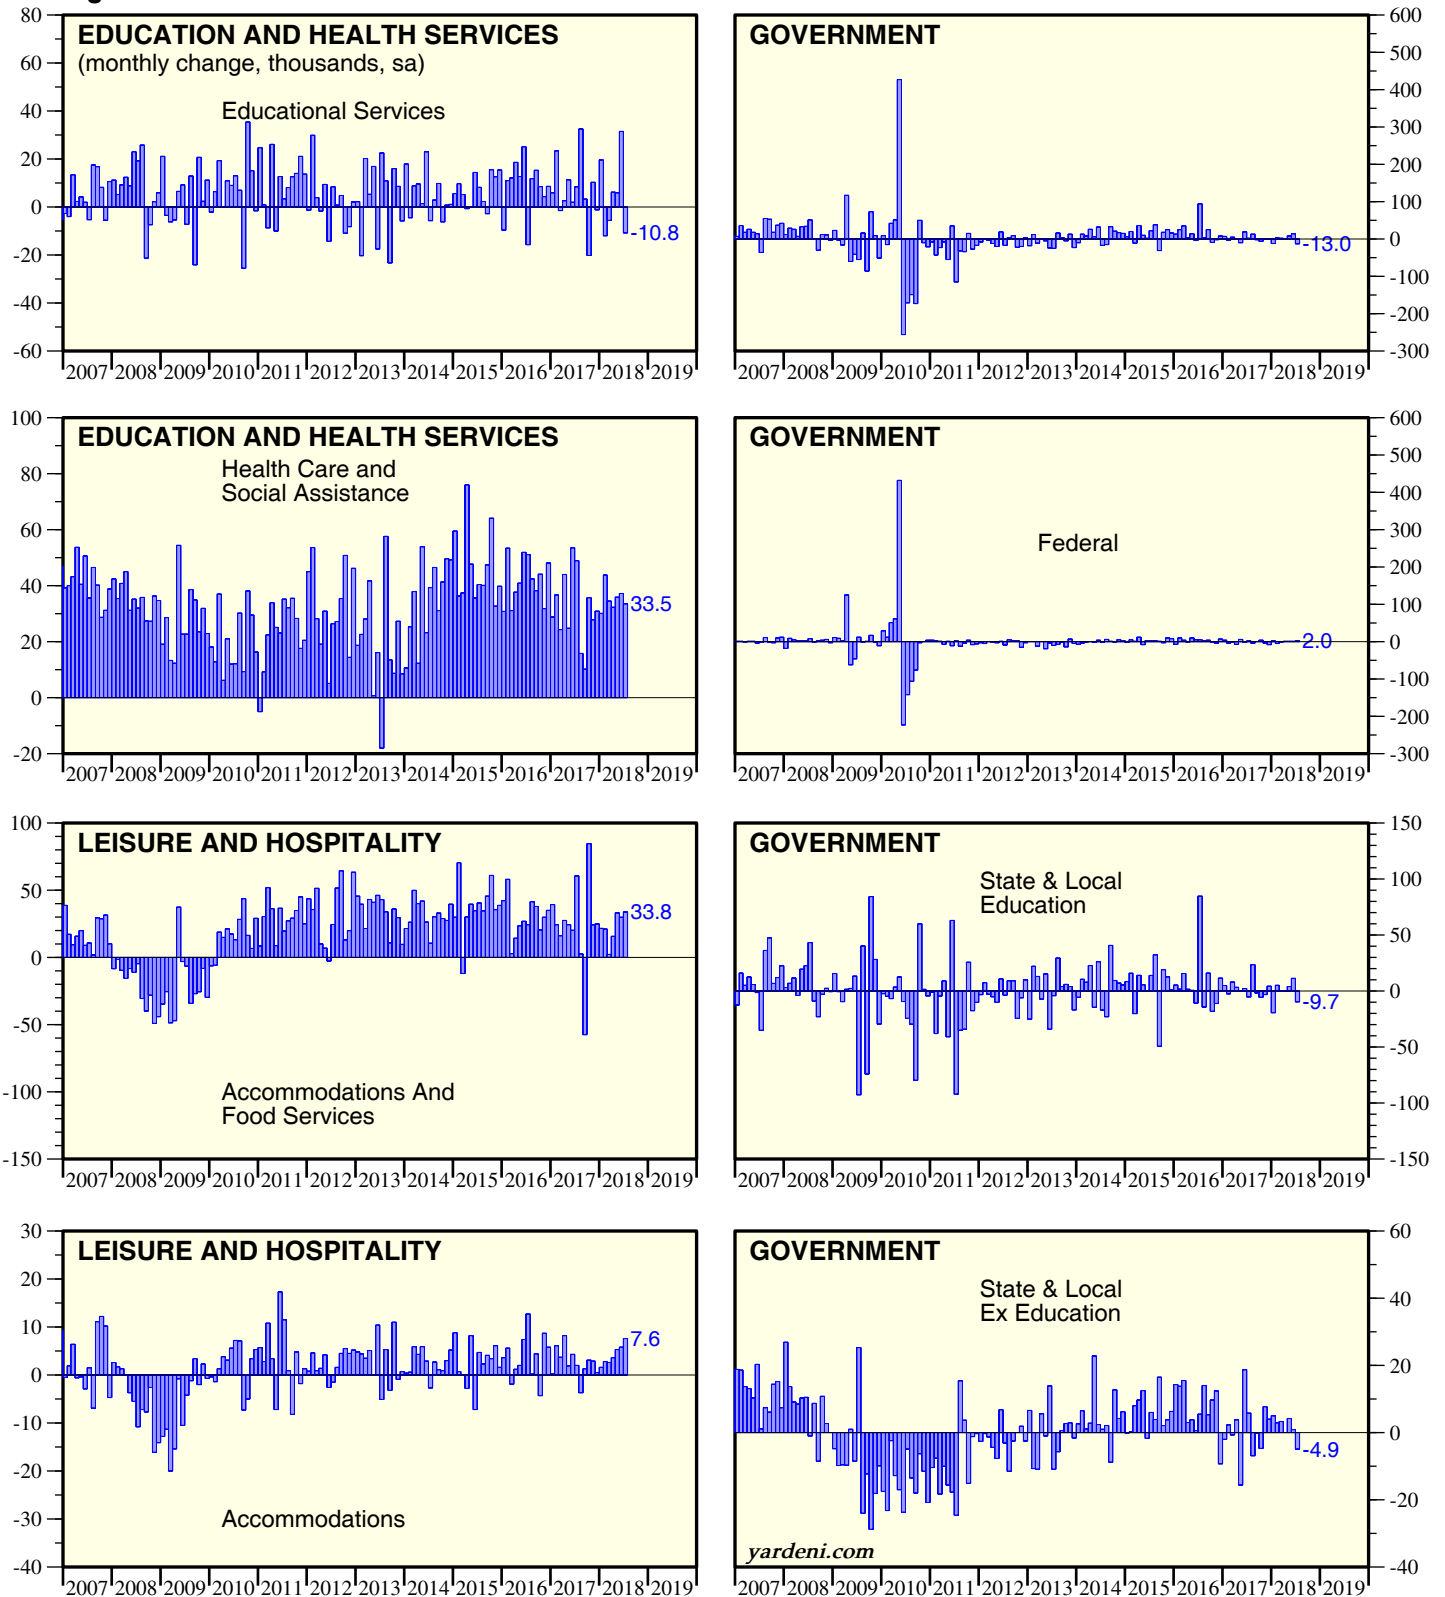 EDUCATION AND HEALTH SERVICES
(monthly change, thousands, sa)
Educational Services
80
60
40
20
0
-20
-40
-60
-10.8
2007 2008 2009 2010 2011 2012 2013 2014 2015 2016 2017 2018 2019
GOVERNMENT
600
500
400
300
200
100
0
-100
-200
-300
-13.0
2007 2008 2009 2010 2011 2012 2013 2014 2015 2016 2017 2018 2019
EDUCATION AND HEALTH SERVICES
Health Care and
Social Assistance
100
80
60
40
20
0
-20
33.5
2007 2008 2009 2010 2011 2012 2013 2014 2015 2016 2017 2018 2019
GOVERNMENT
Federal
600
500
400
300
200
100
0
-100
-200
-300
2.0
2007 2008 2009 2010 2011 2012 2013 2014 2015 2016 2017 2018 2019
LEISURE AND HOSPITALITY
100
50
0
-50
-100
-150
33.8
Accommodations And
Food Services
2007 2008 2009 2010 2011 2012 2013 2014 2015 2016 2017 2018 2019
GOVERNMENT
State & Local
Education
150
100
50
0
-50
-100
-150
-9.7
2007 2008 2009 2010 2011 2012 2013 2014 2015 2016 2017 2018 2019
LEISURE AND HOSPITALITY
30
20
10
0
-10
-20
-30
-40
7.6
Accommodations
2007 2008 2009 2010 2011 2012 2013 2014 2015 2016 2017 2018 2019
GOVERNMENT
State & Local
Ex Education
60
40
20
0
-20
-40
-4.9
yardeni.com
2007 2008 2009 2010 2011 2012 2013 2014 2015 2016 2017 2018 2019